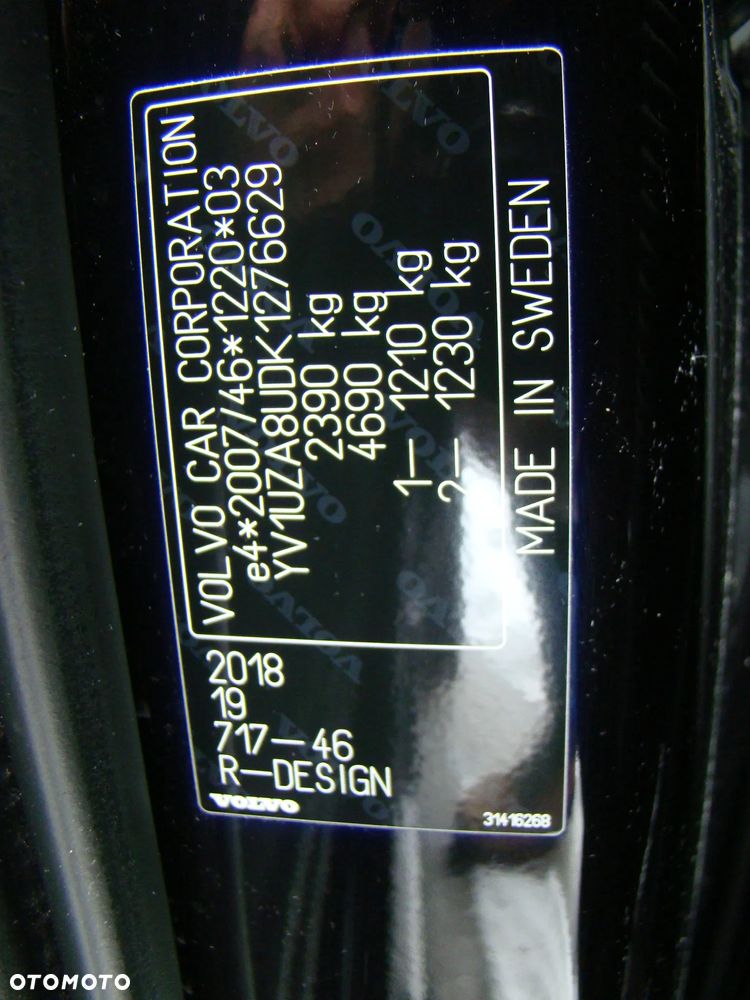 VOLVO CAR CORPORATION
e4*2007/46*1220*03
YV1UZA8UDK1276629
2390 kg
4690 kg
1— 1210 kg
2— 1230 kg
MADE IN SWEDEN
2018
19
717—46
R—DESIGN
VOLVO
31416268
OTOMOTO